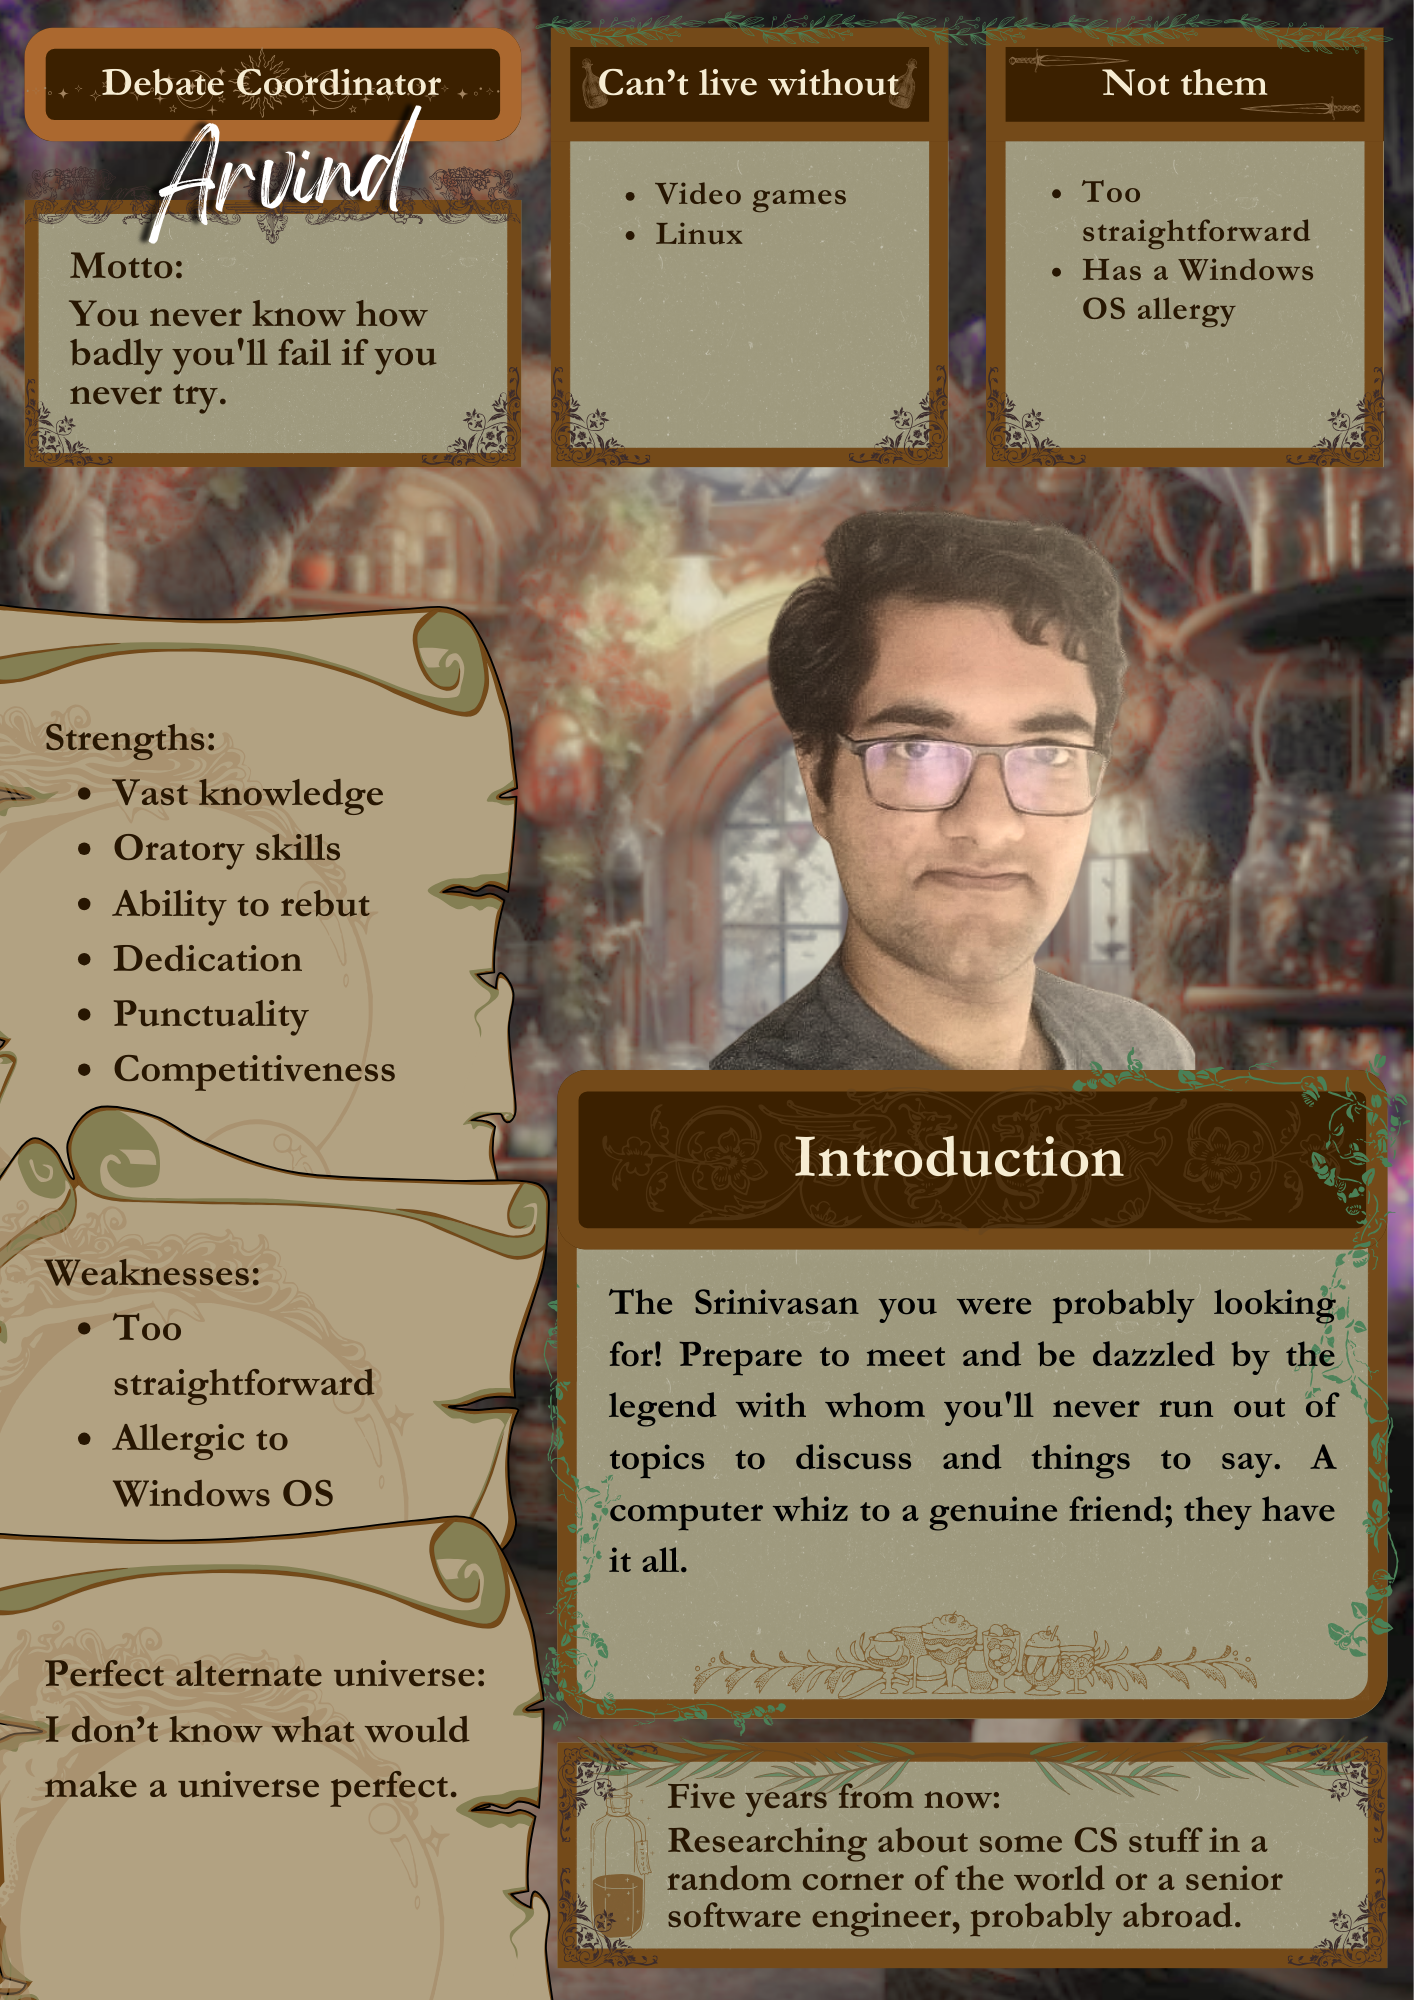 Debate Coordinator
Arvind
Motto:
You never know how
badly you'll fail if you
never try.
Can’t live without
• Video games
• Linux
Not them
• Too
straightforward
• Has a Windows
OS allergy
Strengths:
• Vast knowledge
• Oratory skills
• Ability to rebut
• Dedication
• Punctuality
• Competitiveness
Weaknesses:
• Too
straightforward
• Allergic to
Windows OS
Perfect alternate universe:
I don’t know what would
make a universe perfect.
Introduction
The Srinivasan you were probably looking
for! Prepare to meet and be dazzled by the
legend with whom you'll never run out of
topics to discuss and things to say. A
computer whiz to a genuine friend; they have
it all.
Five years from now:
Researching about some CS stuff in a
random corner of the world or a senior
software engineer, probably abroad.